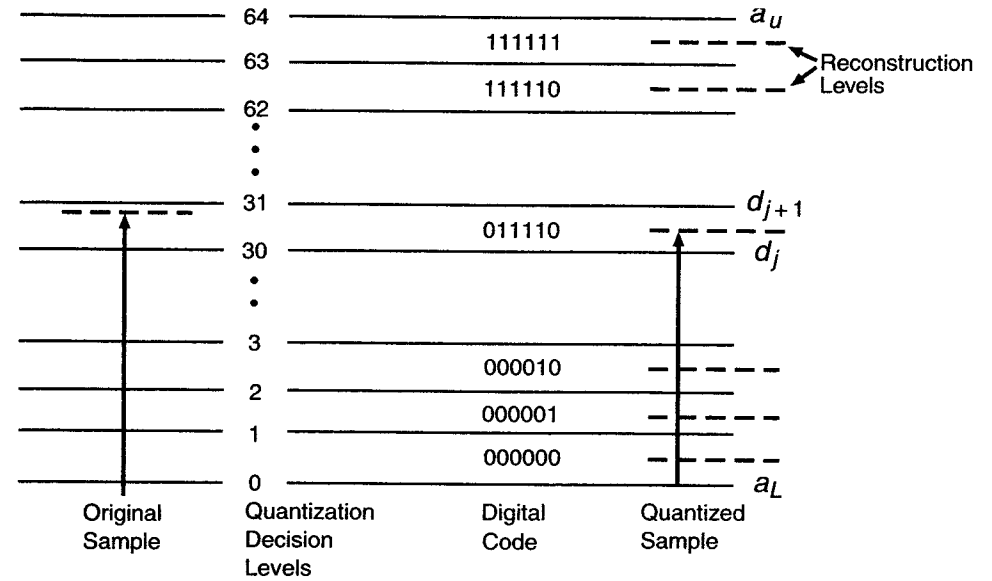 64 a_u
111111
63 Reconstruction
Levels
111110
62
31 d_{j+1}
011110
30 d_j
3
000010
2
000001
1
000000
0 a_L
Original Quantization Digital Quantized
Sample Decision Code Sample
Levels